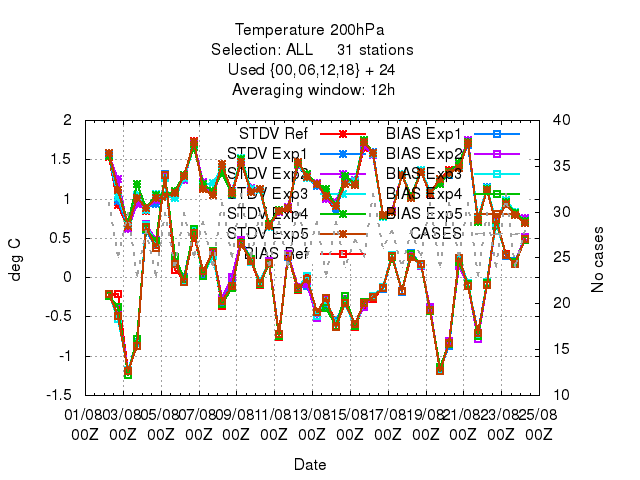 Temperature 200hPa
Selection: ALL 31 stations
Used {00,06,12,18} + 24
Averaging window: 12h
2
1.5
1
0.5
0
-0.5
-1
-1.5
deg C
40
35
30
25
20
15
10
No cases
STDV Ref
STDV Exp1
STDV Exp2
STDV Exp3
STDV Exp4
STDV Exp5
BIAS Ref
BIAS Exp1
BIAS Exp2
BIAS Exp3
BIAS Exp4
BIAS Exp5
CASES
01/08 03/08 05/08 07/08 09/08 11/08 13/08 15/08 17/08 19/08 21/08 23/08 25/08
00Z 00Z 00Z 00Z 00Z 00Z 00Z 00Z 00Z 00Z 00Z 00Z 00Z
Date